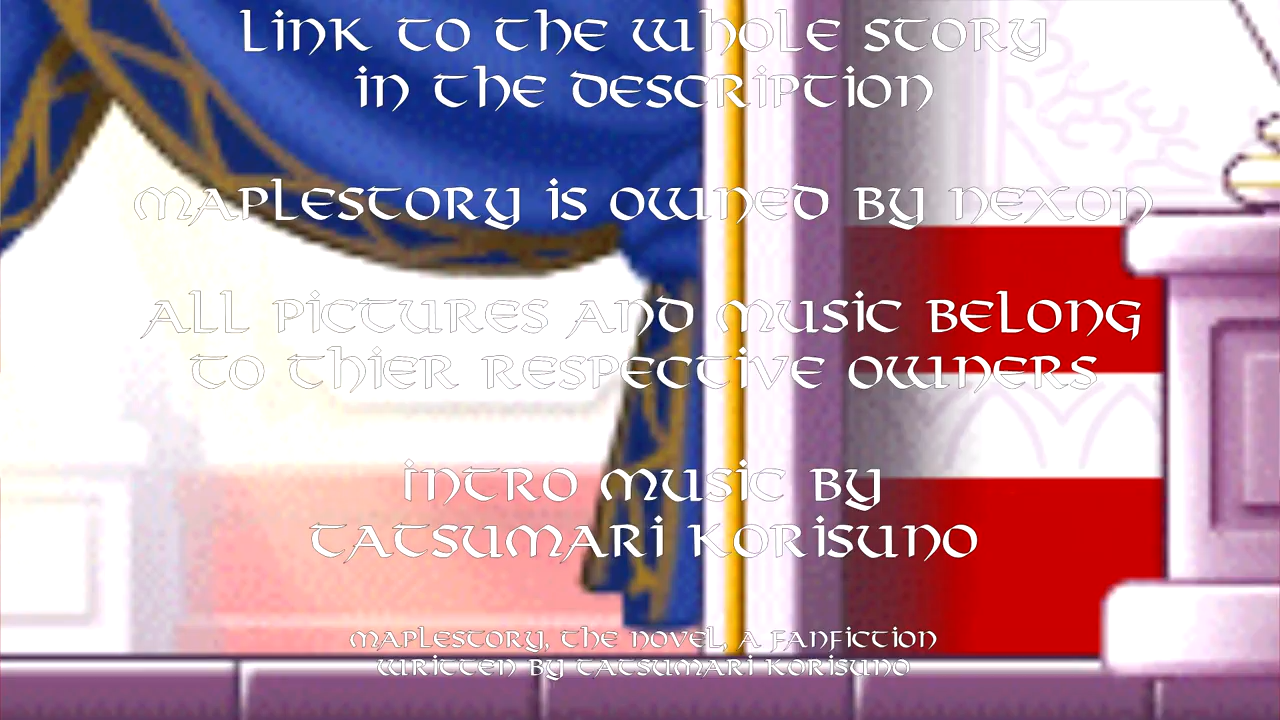 Link to the whole story
in the description
Maplestory is owned by Nexon
All pictures and music belong
to thier respective owners
Intro music by
Tatsumari Korisuno
Maplestory, the novel, a fanfiction
written by Tatsumari Korisuno